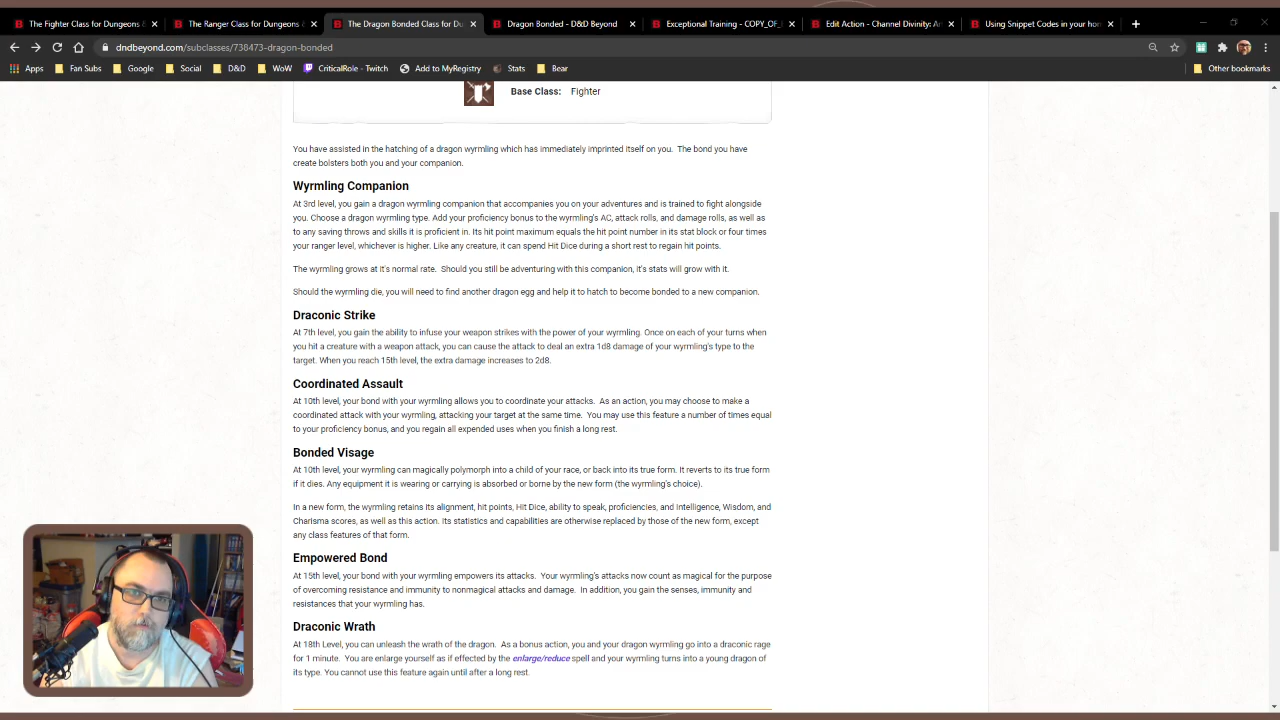 The Fighter Class for Dungeons &
The Ranger Class for Dungeons &
The Dragon Bonded Class for Du
Dragon Bonded - D&D Beyond
Exceptional Training - COPY_OF_
Edit Action - Channel Divinity: A
Using Snippet Codes in your hom
dndbeyond.com/subclasses/738473-dragon-bonded
Apps
Fan Subs
Google
Social
D&D
WoW
CriticalRole - Twitch
Add to MyRegistry
Stats
Bear
Other bookmarks
Base Class: Fighter
You have assisted in the hatching of a dragon wyrmling which has immediately imprinted itself on you. The bond you have
create bolsters both you and your companion.
Wyrmling Companion
At 3rd level, you gain a dragon wyrmling companion that accompanies you on your adventures and is trained to fight alongside
you. Choose a dragon wyrmling type. Add your proficiency bonus to the wyrmling's AC, attack rolls, and damage rolls, as well as
to any saving throws and skills it is proficient in. Its hit point maximum equals the hit point number in its stat block or four times
your ranger level, whichever is higher. Like any creature, it can spend Hit Dice during a short rest to regain hit points.
The wyrmling grows at it's normal rate. Should you still be adventuring with this companion, it's stats will grow with it.
Should the wyrmling die, you will need to find another dragon egg and help it to hatch to become bonded to a new companion.
Draconic Strike
At 7th level, you gain the ability to infuse your weapon strikes with the power of your wyrmling. Once on each of your turns when
you hit a creature with a weapon attack, you can cause the attack to deal an extra 1d8 damage of your wyrmling's type to the
target. When you reach 15th level, the extra damage increases to 2d8.
Coordinated Assault
At 10th level, your bond with your wyrmling allows you to coordinate your attacks. As an action, you may choose to make a
coordinated attack with your wyrmling, attacking your target at the same time. You may use this feature a number of times equal
to your proficiency bonus, and you regain all expended uses when you finish a long rest.
Bonded Visage
At 10th level, your wyrmling can magically polymorph into a child of your race, or back into its true form. It reverts to its true form
if it dies. Any equipment it is wearing or carrying is absorbed or borne by the new form (the wyrmling's choice).
In a new form, the wyrmling retains its alignment, hit points, Hit Dice, ability to speak, proficiencies, and Intelligence, Wisdom, and
Charisma scores, as well as this action. Its statistics and capabilities are otherwise replaced by those of the new form, except
any class features of that form.
Empowered Bond
At 15th level, your bond with your wyrmling empowers its attacks. Your wyrmling's attacks now count as magical for the purpose
of overcoming resistance and immunity to nonmagical attacks and damage. In addition, you gain the senses, immunity and
resistances that your wyrmling has.
Draconic Wrath
At 18th Level, you can unleash the wrath of the dragon. As a bonus action, you and your dragon wyrmling go into a draconic rage
for 1 minute. You are enlarge yourself as if effected by the enlarge/reduce spell and your wyrmling turns into a young dragon of
its type. You cannot use this feature again until after a long rest.